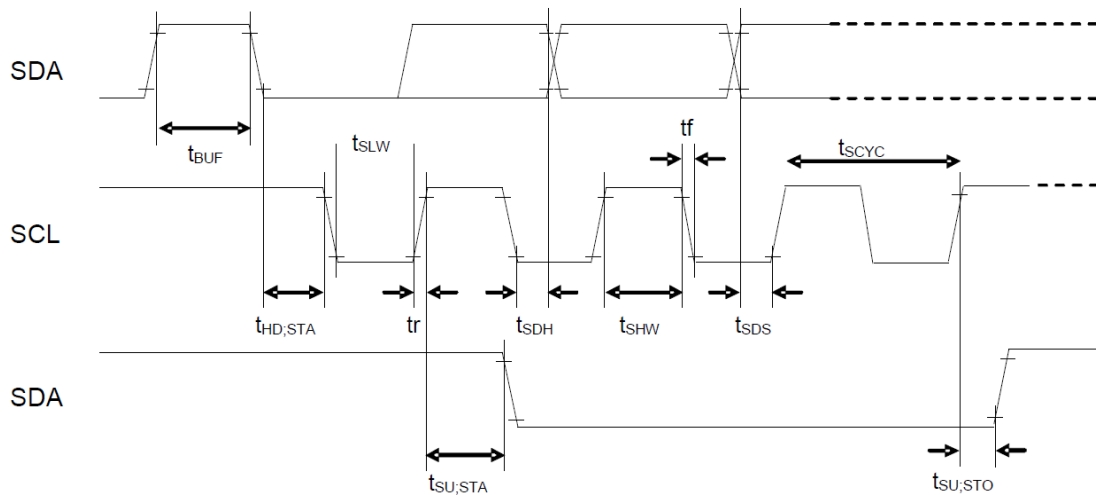 SDA
tBUF
tSLW
tf
tSCYC
SCL
tHD;STA
tr
tSDH
tSHW
tSDS
SDA
tSU;STA
tSU;STO